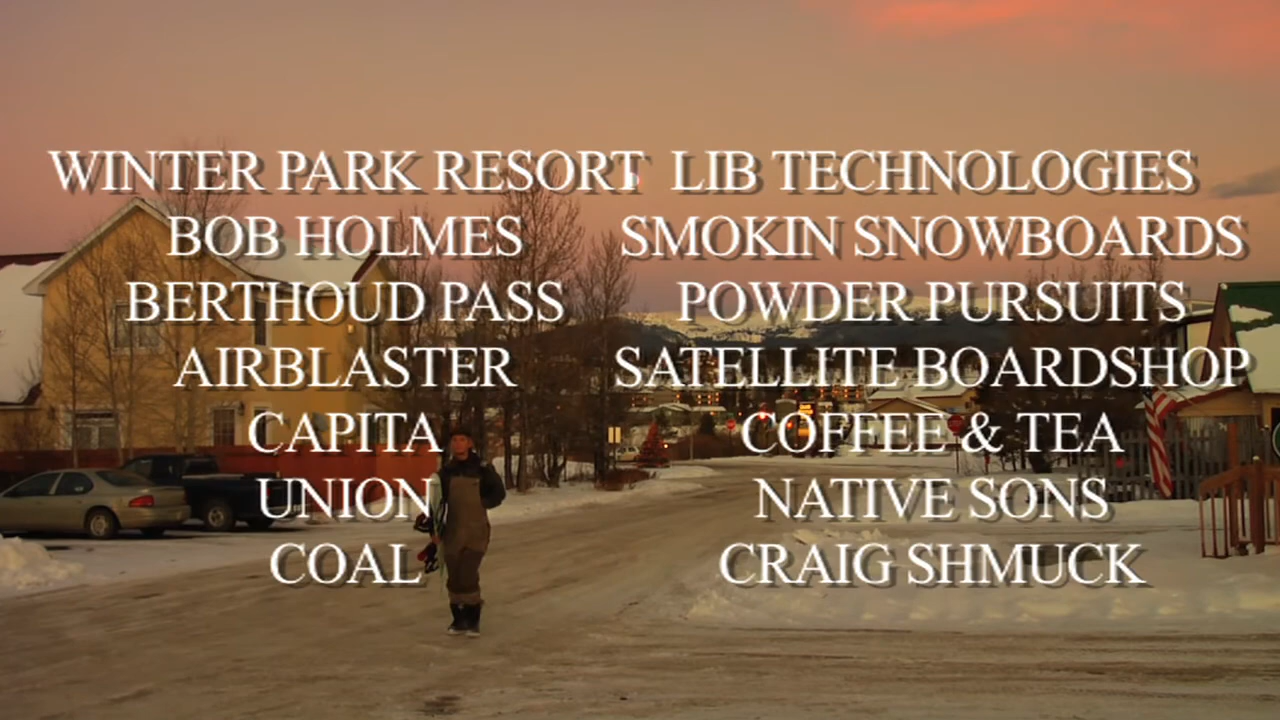 WINTER PARK RESORT
BOB HOLMES
BERTHOUD PASS
AIRBLASTER
CAPITA
UNION
COAL
LIB TECHNOLOGIES
SMOKIN SNOWBOARDS
POWDER PURSUITS
SATELLITE BOARDSHOP
COFFEE & TEA
NATIVE SONS
CRAIG SHMUCK